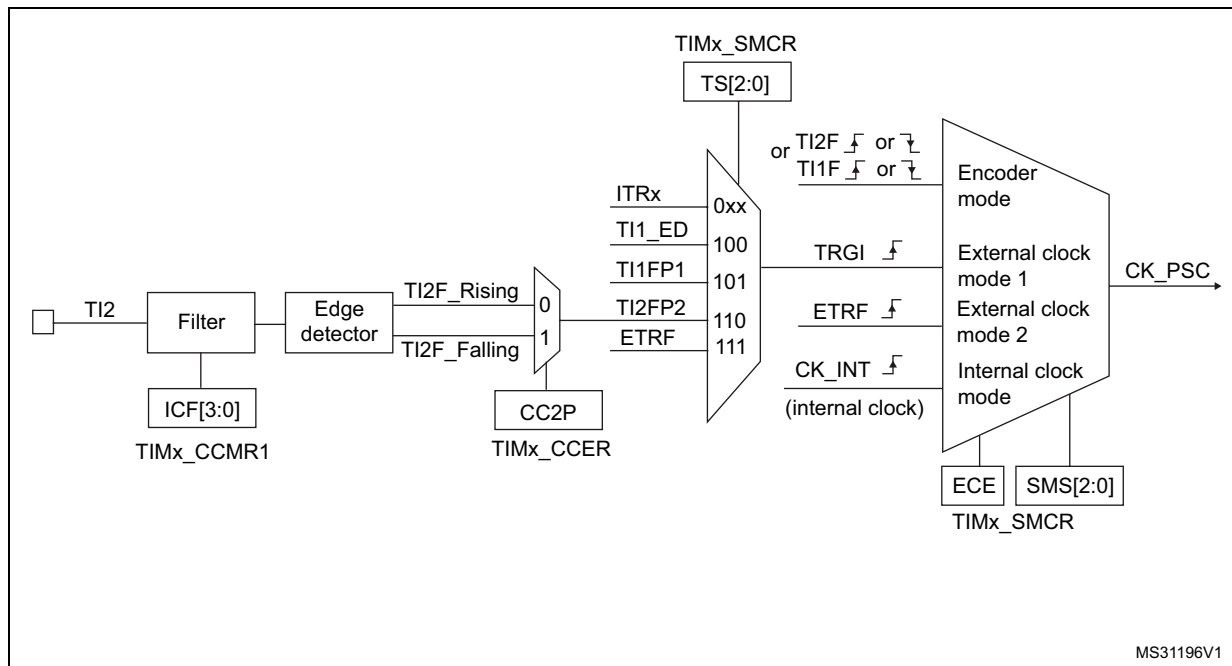 TIMx_SMCR
TS[2:0]
or TI2F or
TI1F or
Encoder
mode
ITRx
0xx
TI1_ED
100
TRGI
External clock
mode 1
CK_PSC
TI1FP1
101
TI2
Filter
Edge
detector
TI2F_Rising
0
TI2F_Falling
1
TI2FP2
110
ETRF
111
ETRF
External clock
mode 2
CK_INT
(internal clock)
Internal clock
mode
ICF[3:0]
TIMx_CCMR1
CC2P
TIMx_CCER
ECE
SMS[2:0]
TIMx_SMCR
MS31196V1